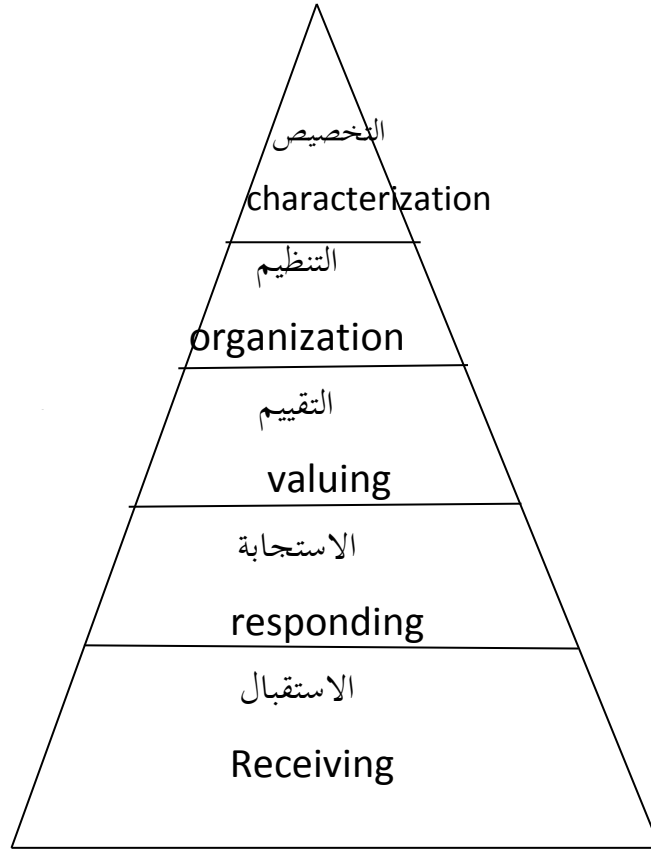 التخصيص
characterization
التنظيم
organization
التقييم
valuing
الاستجابة
responding
الاستقبال
Receiving